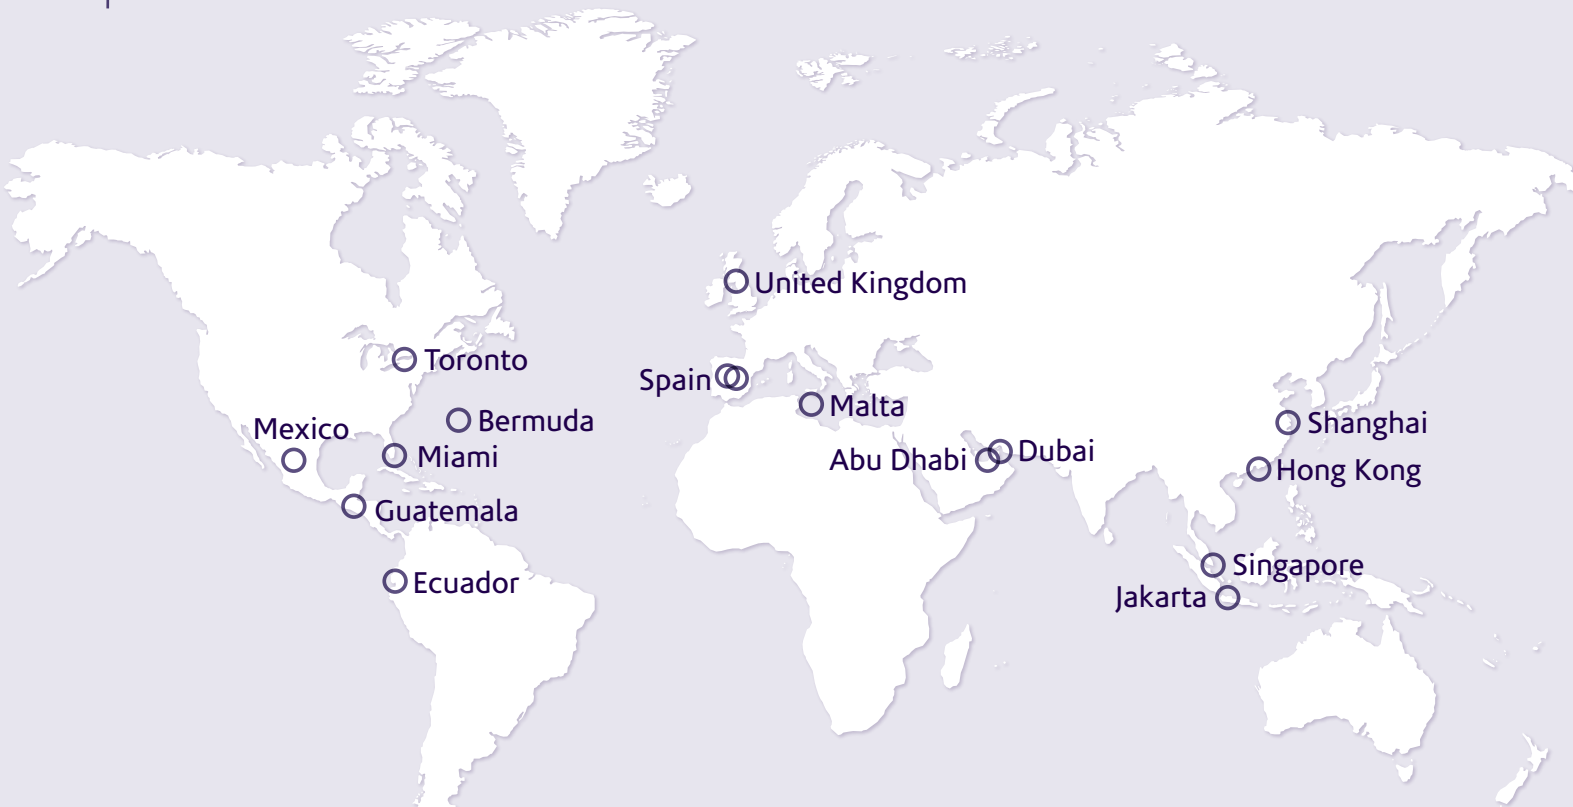 United Kingdom
Toronto
Spain
Malta
Bermuda
Mexico
Miami
Abu Dhabi
Dubai
Shanghai
Hong Kong
Guatemala
Ecuador
Singapore
Jakarta